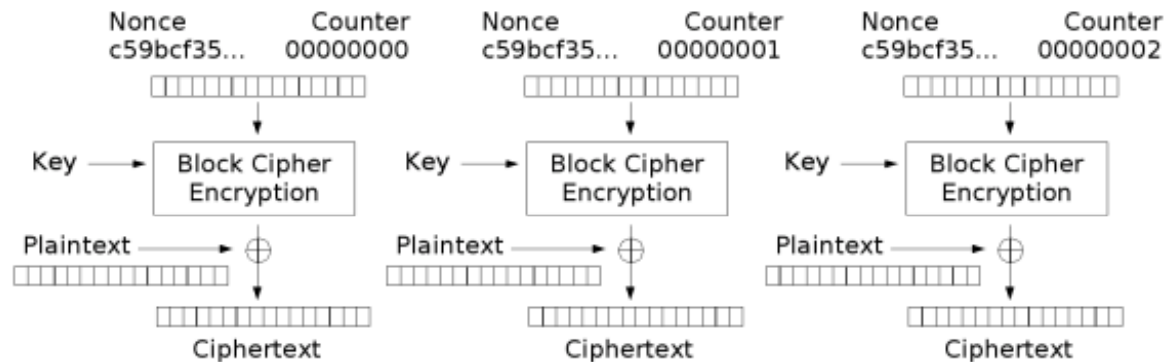 Nonce Counter Nonce Counter Nonce Counter
c59bcf35... 00000000 c59bcf35... 00000001 c59bcf35... 00000002
Key Block Cipher Key Block Cipher Key Block Cipher
Encryption Encryption Encryption
Plaintext Plaintext Plaintext
Ciphertext Ciphertext Ciphertext